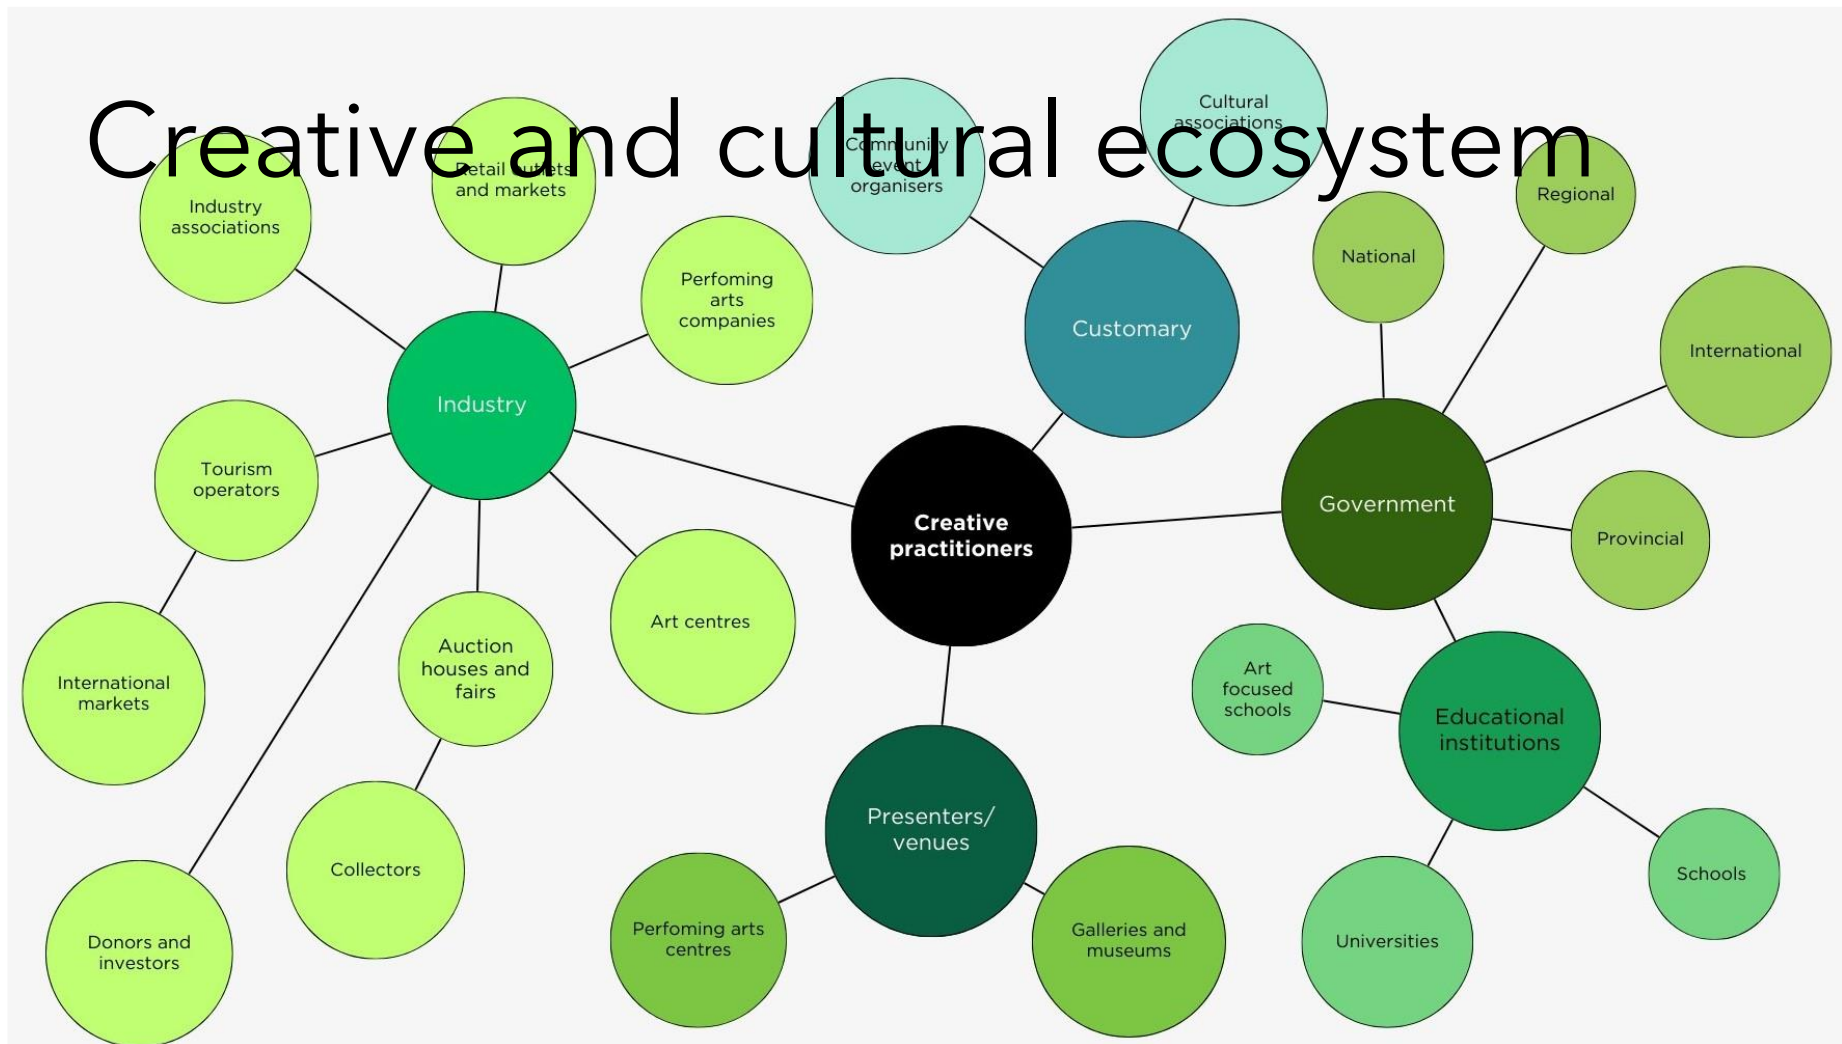 Creative and cultural ecosystem
Cultural
associations
Community
event
organisers
Retail outlets
and markets
Industry
associations
Regional
National
Perfoming
arts
companies
Customary
International
Industry
Tourism
operators
Government
Creative
practitioners
Provincial
Art centres
Auction
houses and
fairs
International
markets
Art
focused
schools
Educational
institutions
Presenters/
venues
Collectors
Schools
Donors and
investors
Perfoming arts
centres
Galleries and
museums
Universities